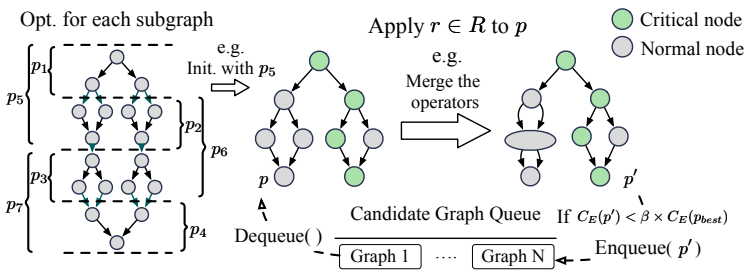 Opt. for each subgraph
p₁
p₅
p₂
p₆
p₃
p₇
p₄
e.g.
Init. with p₅
Apply r ∈ R to p
e.g.
Merge the
operators
Critical node
Normal node
p
p′
If C_E(p′) < β × C_E(p_best)
Candidate Graph Queue
Dequeue( )
Graph 1 ···· Graph N
Enqueue( p′)